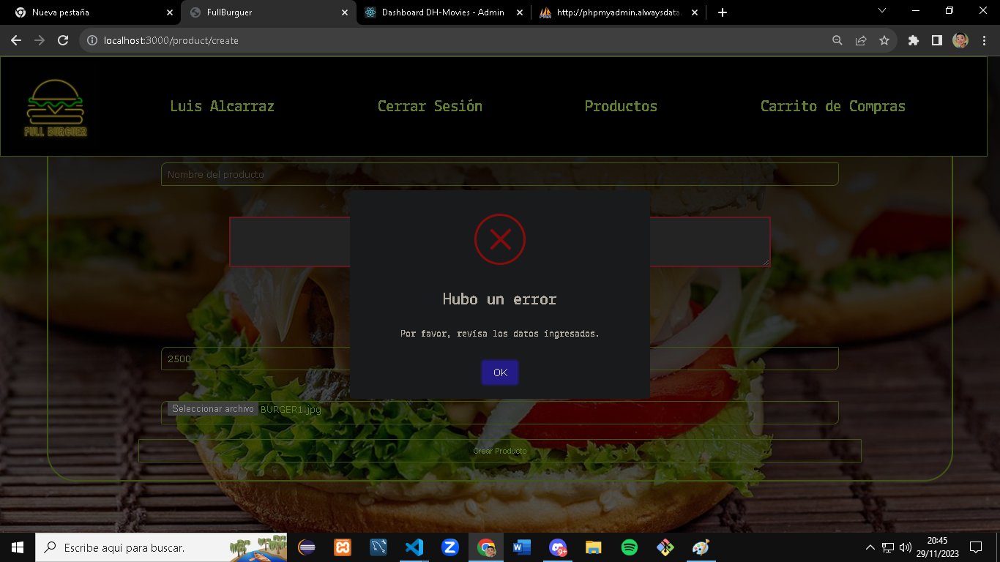 Nueva pestaña
FullBurguer
Dashboard DH-Movies - Admin
http://phpmyadmin.alwaysdata.
localhost:3000/product/create
FULL BURGUER
Luis Alcarraz
Cerrar Sesión
Productos
Carrito de Compras
Nombre del producto
Hubo un error
Por favor, revisa los datos ingresados.
2500
OK
Seleccionar archivo BURGER1.jpg
Crear Producto
Escribe aquí para buscar.
9+
20:45
29/11/2023